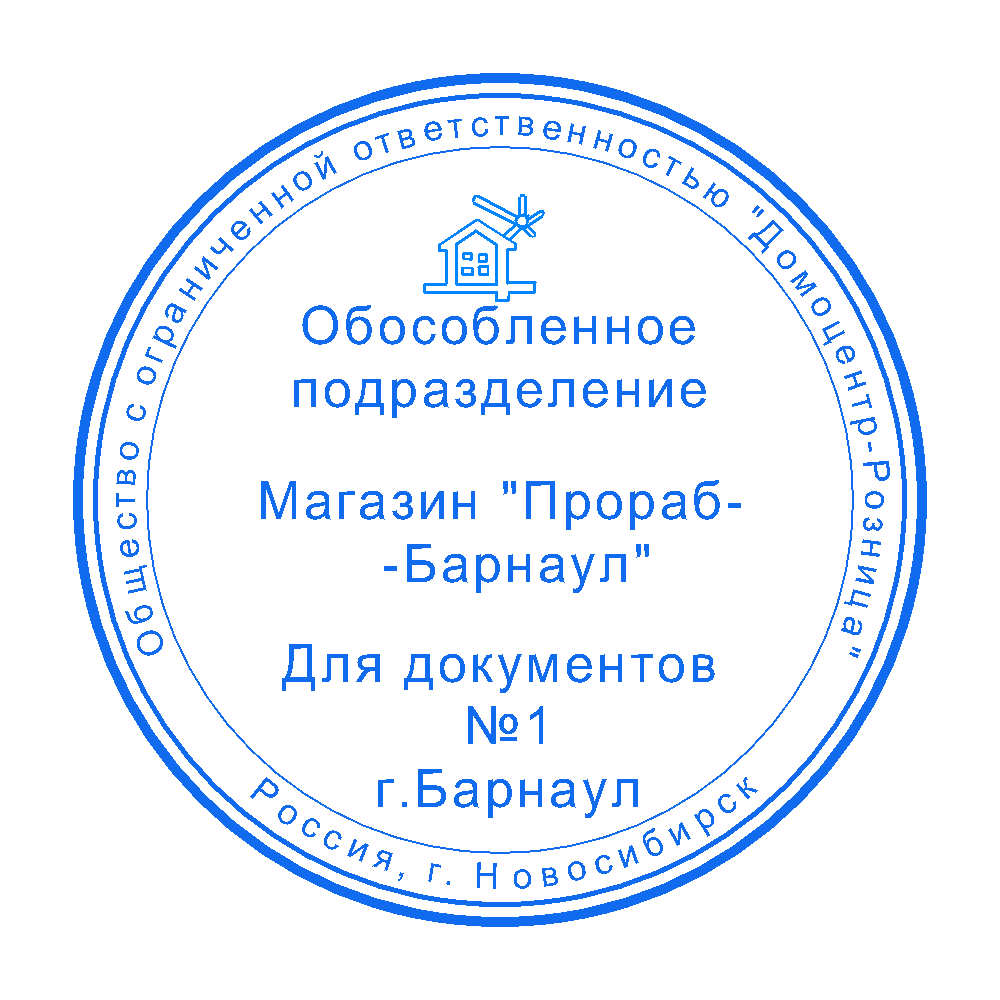 Общество с ограниченной ответственностью "Домоцентр-Розница"
Обособленное
подразделение
Магазин "Прораб-
-Барнаул"
Для документов
№1
г.Барнаул
Россия, г. Новосибирск